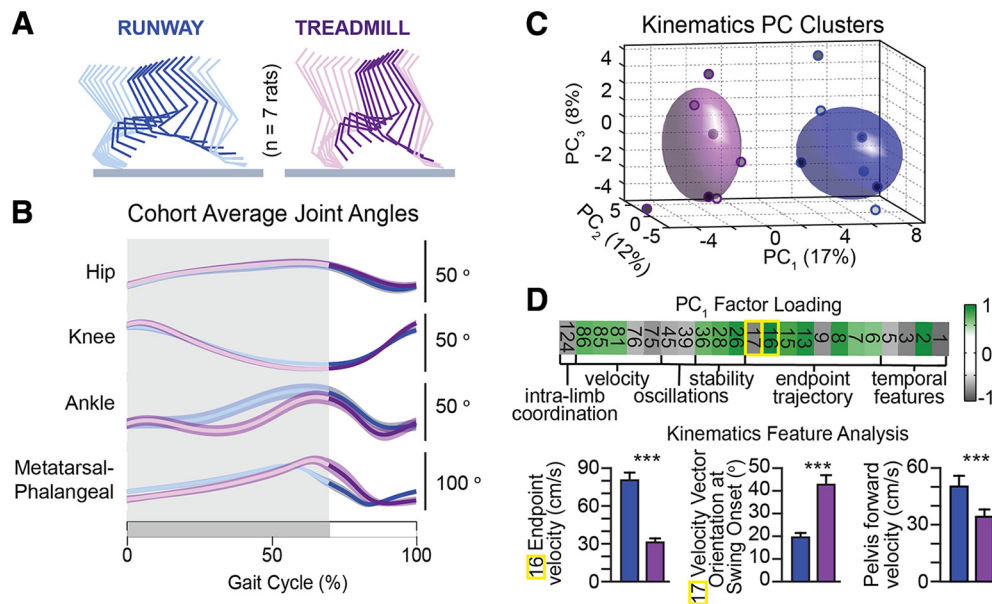 A
RUNWAY
TREADMILL
(n = 7 rats)
B
Cohort Average Joint Angles
Hip
50 °
Knee
50 °
Ankle
50 °
Metatarsal-
Phalangeal
100 °
0
50
100
Gait Cycle (%)
C
Kinematics PC Clusters
4
2
0
-2
-4
PC3 (8%)
5
0
-5
PC2 (12%)
-4
0
4
8
PC1 (17%)
D
PC1 Factor Loading
124 86 85 81 76 75 45 39 36 28 26 17 16 15 13 9 8 7 6 5 3 2 1
1
0
-1
velocity
stability
endpoint
temporal
intra-limb
oscillations
trajectory
features
coordination
Kinematics Feature Analysis
90
60
30
0
16 Endpoint
velocity (cm/s)
***
50
40
30
20
10
0
17 Velocity Vector
Orientation at
Swing Onset (°)
***
60
30
0
Pelvis forward
velocity (cm/s)
***